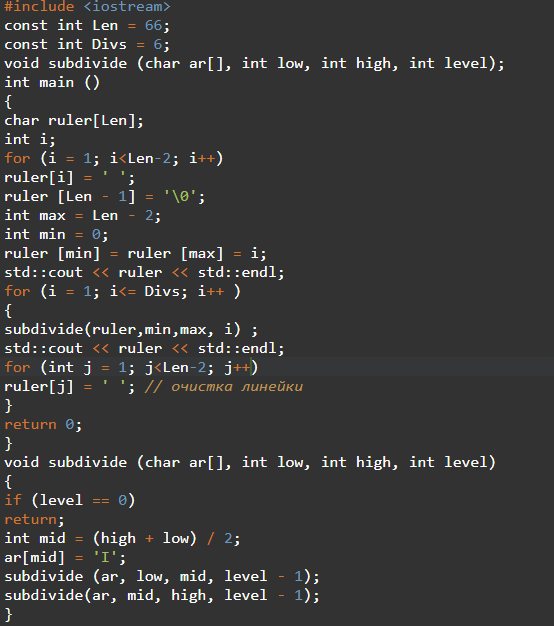 #include <iostream>
const int Len = 66;
const int Divs = 6;
void subdivide (char ar[], int low, int high, int level);
int main ()
{
char ruler[Len];
int i;
for (i = 1; i<Len-2; i++)
ruler[i] = ' ';
ruler [Len - 1] = '\0';
int max = Len - 2;
int min = 0;
ruler [min] = ruler [max] = i;
std::cout << ruler << std::endl;
for (i = 1; i<= Divs; i++ )
{
subdivide(ruler,min,max, i) ;
std::cout << ruler << std::endl;
for (int j = 1; j<Len-2; j++)
ruler[j] = ' '; // очистка линейки
}
return 0;
}
void subdivide (char ar[], int low, int high, int level)
{
if (level == 0)
return;
int mid = (high + low) / 2;
ar[mid] = 'I';
subdivide (ar, low, mid, level - 1);
subdivide(ar, mid, high, level - 1);
}